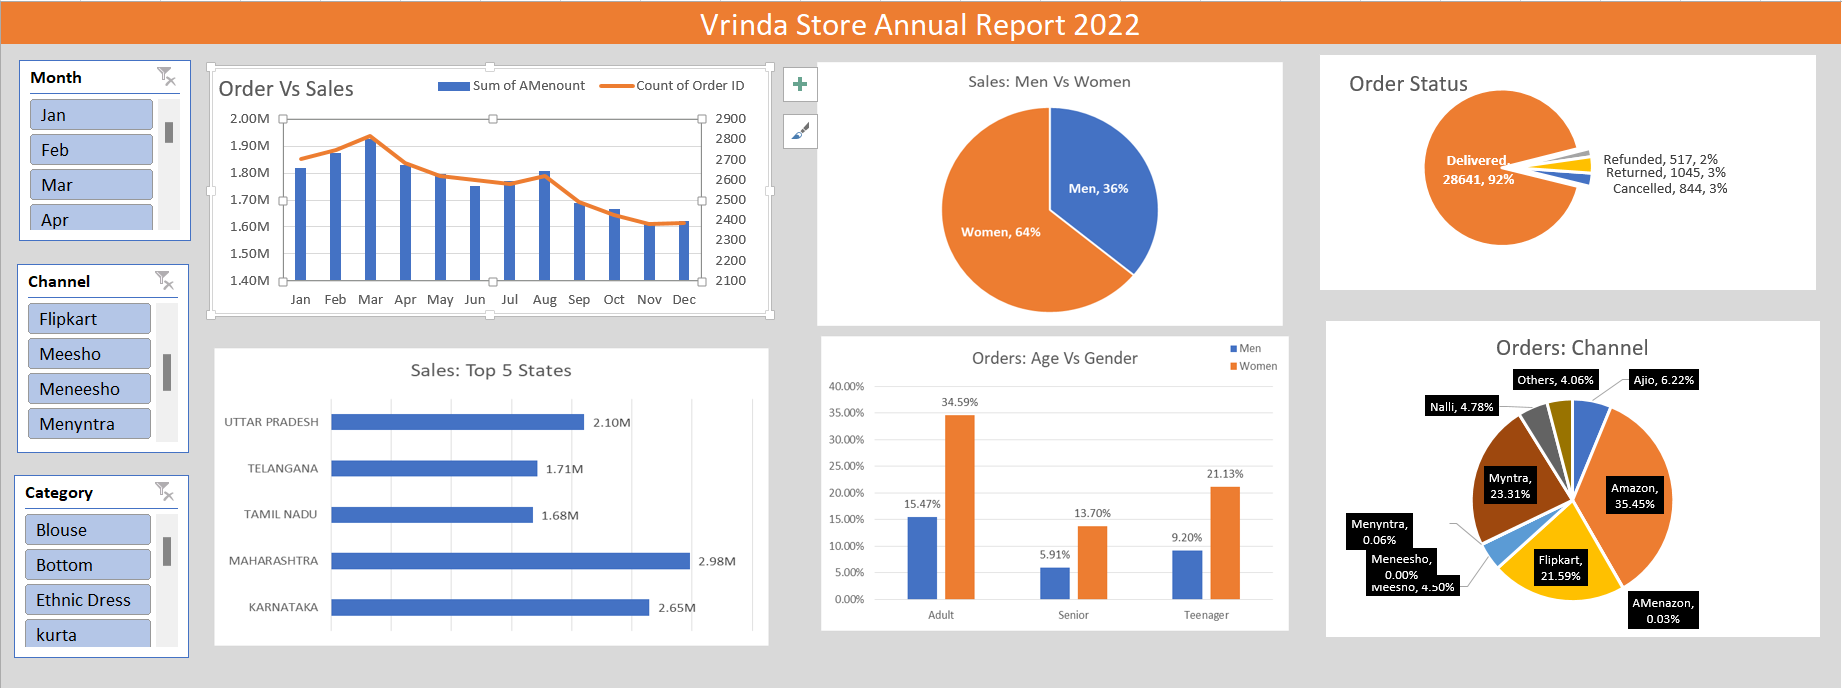 Vrinda Store Annual Report 2022
Month
Jan
Feb
Mar
Apr
Channel
Flipkart
Meesho
Meneesho
Menyntra
Category
Blouse
Bottom
Ethnic Dress
kurta
Order Vs Sales
Sum of AMenount
Count of Order ID
2.00M
1.90M
1.80M
1.70M
1.60M
1.50M
1.40M
2900
2800
2700
2600
2500
2400
2300
2200
2100
Jan Feb Mar Apr May Jun Jul Aug Sep Oct Nov Dec
Sales: Men Vs Women
Men, 36%
Women, 64%
Order Status
Delivered,
28641, 92%
Refunded, 517, 2%
Returned, 1045, 3%
Cancelled, 844, 3%
Sales: Top 5 States
UTTAR PRADESH 2.10M
TELANGANA 1.71M
TAMIL NADU 1.68M
MAHARASHTRA 2.98M
KARNATAKA 2.65M
Orders: Age Vs Gender
Men
Women
40.00%
35.00%
30.00%
25.00%
20.00%
15.00%
10.00%
5.00%
0.00%
15.47%
34.59%
5.91%
13.70%
9.20%
21.13%
Adult Senior Teenager
Orders: Channel
Others, 4.06%
Ajio, 6.22%
Nalli, 4.78%
Myntra,
23.31%
Amazon,
35.45%
Menyntra,
0.06%
Meneesho,
0.00%
Meesho, 4.50%
Flipkart,
21.59%
AMenazon,
0.03%